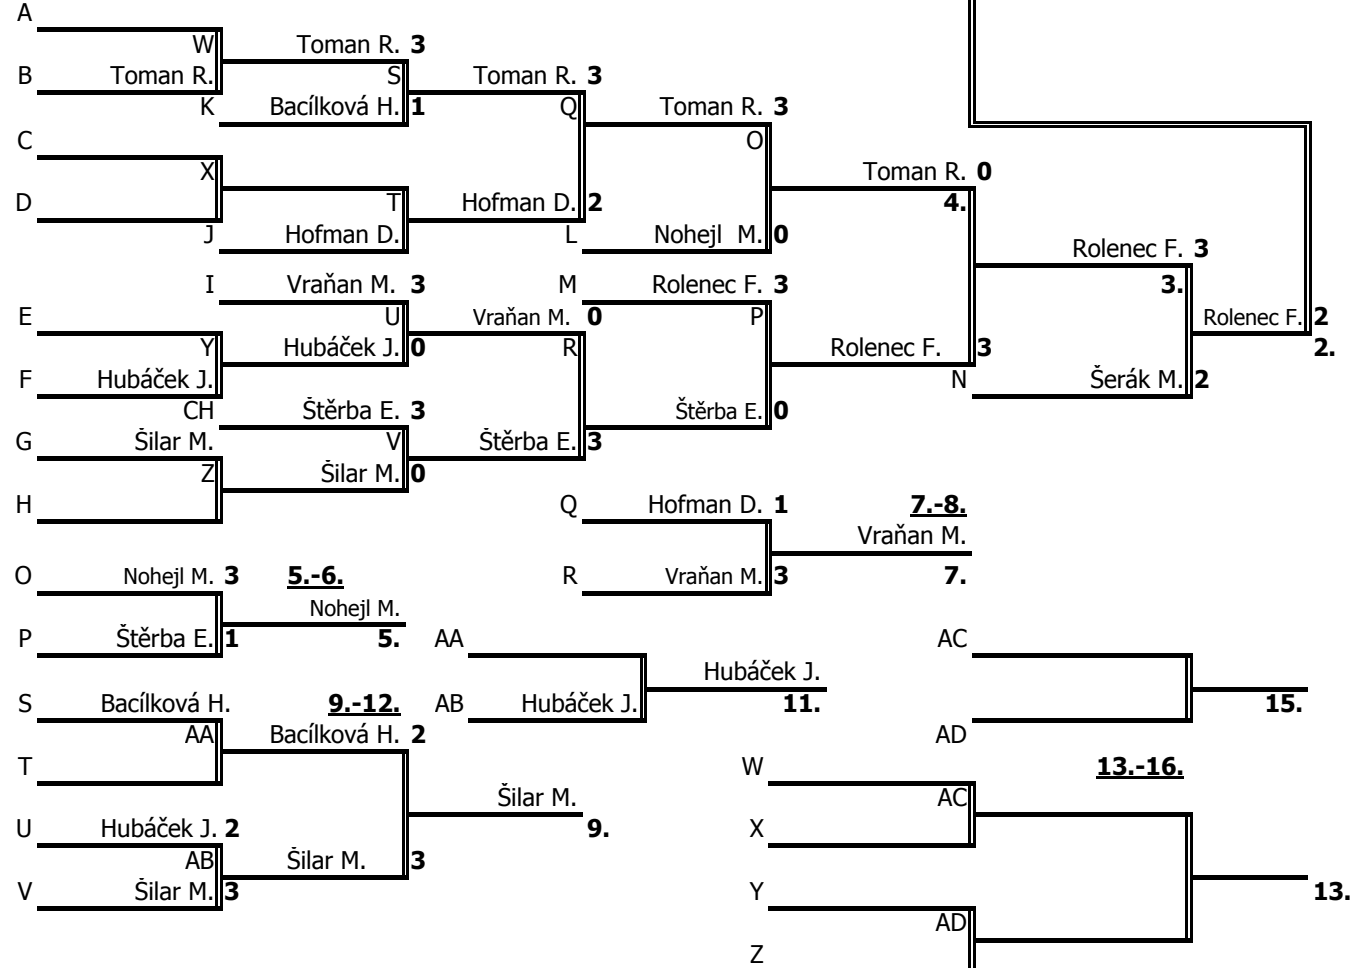 A
W Toman R. 3
B Toman R. S Toman R. 3
K Bacílková H. 1 Q Toman R. 3
C O
X Toman R. 0
D T Hofman D. 2 4.
J Hofman D. L Nohejl M. 0 Rolenec F. 3
I Vraňan M. 3 M Rolenec F. 3 3.
E U Vraňan M. 0 P Rolenec F. 2
Y Hubáček J. 0 R Rolenec F. 3 2.
F Hubáček J. N Šerák M. 2
CH Štěrba E. 3 Štěrba E. 0
G Šilar M. V Štěrba E. 3
Z Šilar M. 0
H Q Hofman D. 1 7.-8.
Vraňan M.
O Nohejl M. 3 5.-6. R Vraňan M. 3 7.
Nohejl M.
P Štěrba E. 1 5. AA AC
Hubáček J.
S Bacílková H. 9.-12. AB Hubáček J. 11. 15.
AA Bacílková H. 2 AD
T W 13.-16.
Šilar M. AC
U Hubáček J. 2 9. X
AB Šilar M. 3
V Šilar M. 3 Y 13.
AD
Z